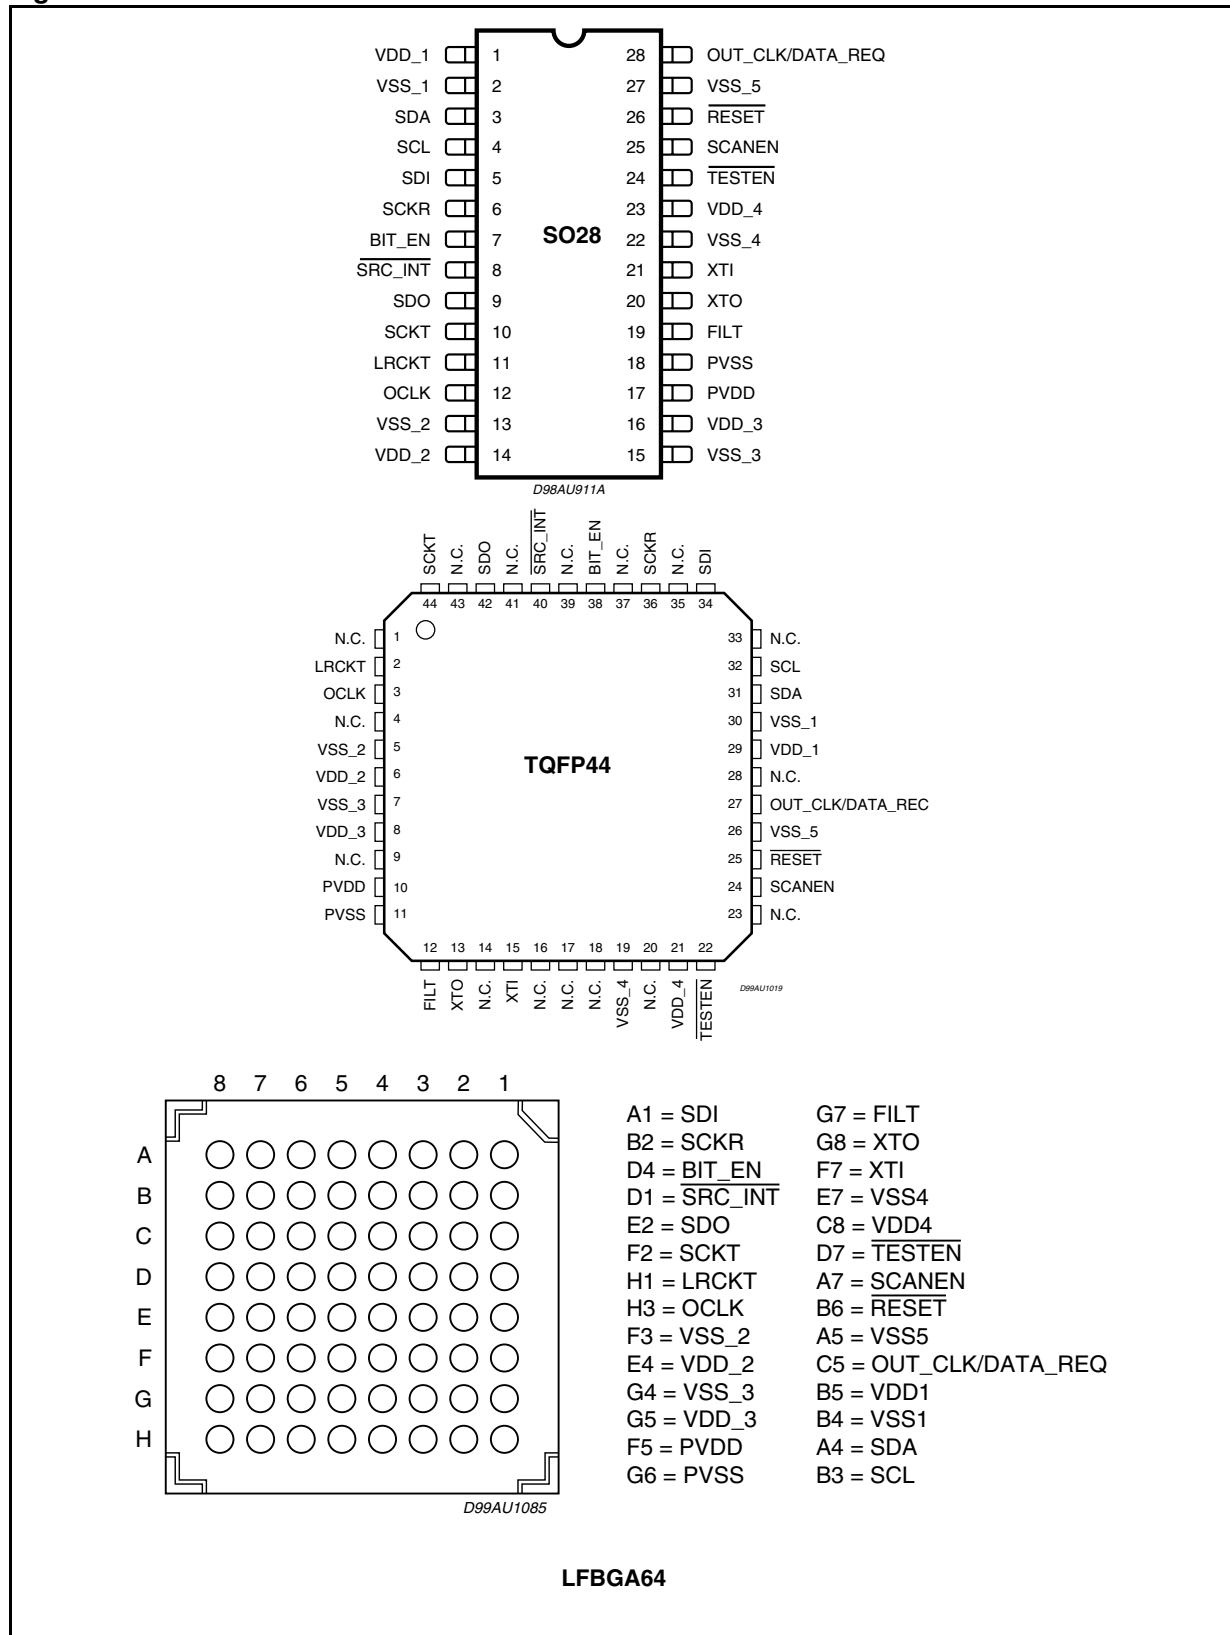 VDD_1 1 28 OUT_CLK/DATA_REQ
VSS_1 2 27 VSS_5
SDA 3 26 RESET
SCL 4 25 SCANEN
SDI 5 24 TESTEN
SCKR 6 23 VDD_4
BIT_EN 7 SO28 22 VSS_4
SRC_INT 8 21 XTI
SDO 9 20 XTO
SCKT 10 19 FILT
LRCKT 11 18 PVSS
OCLK 12 17 PVDD
VSS_2 13 16 VDD_3
VDD_2 14 15 VSS_3
D98AU911A
SCKT N.C. SDO N.C. SRC_INT N.C. BIT_EN N.C. SCKR N.C. SDI
44 43 42 41 40 39 38 37 36 35 34
N.C. 1 33 N.C.
LRCKT 2 32 SCL
OCLK 3 31 SDA
N.C. 4 30 VSS_1
VSS_2 5 29 VDD_1
TQFP44
VDD_2 6 28 N.C.
VSS_3 7 27 OUT_CLK/DATA_REC
VDD_3 8 26 VSS_5
N.C. 9 25 RESET
PVDD 10 24 SCANEN
PVSS 11 23 N.C.
12 13 14 15 16 17 18 19 20 21 22
FILT XTO N.C. XTI N.C. N.C. N.C. VSS_4 N.C. VDD_4 TESTEN
D99AU1019
8 7 6 5 4 3 2 1
A
B
C
D
E
F
G
H
D99AU1085
A1 = SDI
B2 = SCKR
D4 = BIT_EN
D1 = SRC_INT
E2 = SDO
F2 = SCKT
H1 = LRCKT
H3 = OCLK
F3 = VSS_2
E4 = VDD_2
G4 = VSS_3
G5 = VDD_3
F5 = PVDD
G6 = PVSS
G7 = FILT
G8 = XTO
F7 = XTI
E7 = VSS4
C8 = VDD4
D7 = TESTEN
A7 = SCANEN
B6 = RESET
A5 = VSS5
C5 = OUT_CLK/DATA_REQ
B5 = VDD1
B4 = VSS1
A4 = SDA
B3 = SCL
LFBGA64